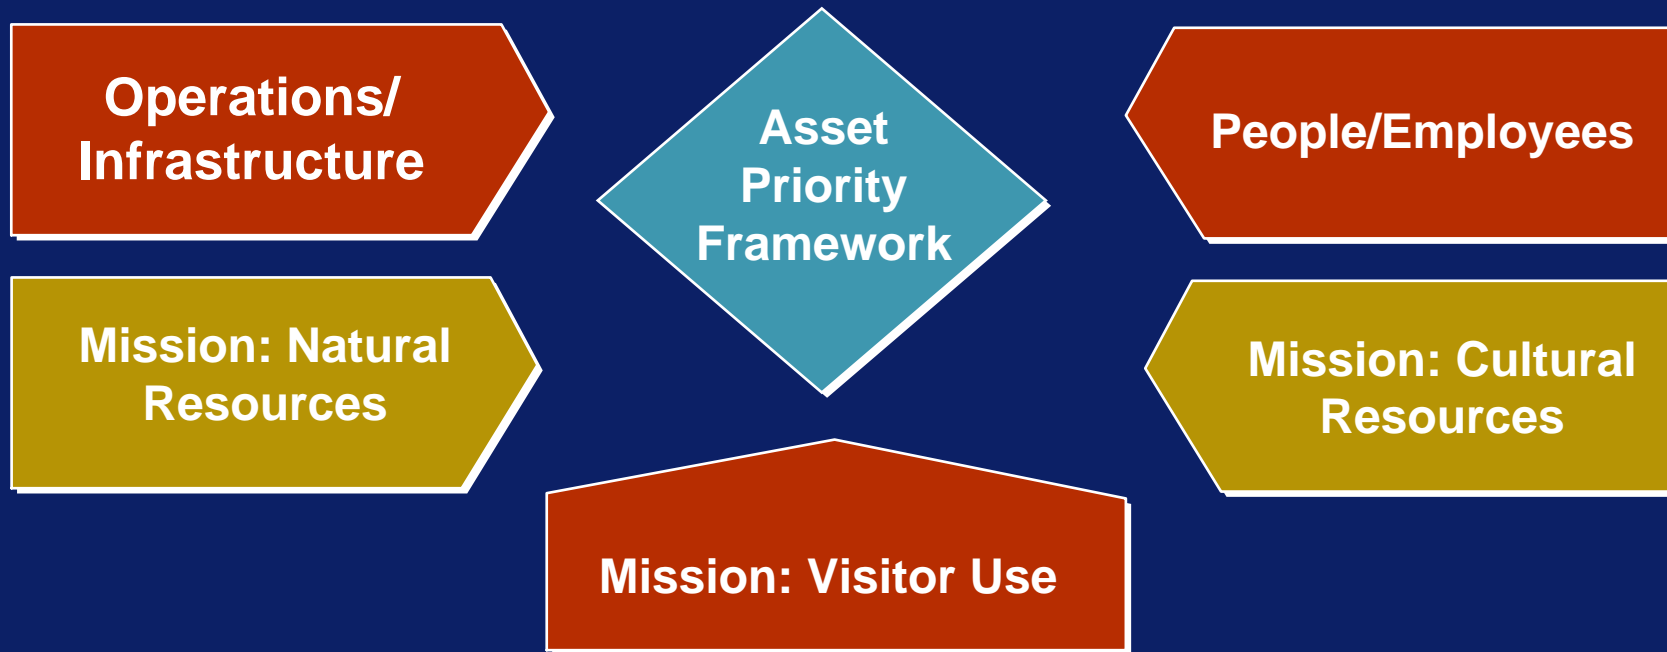 Operations/
Infrastructure
Asset
Priority
Framework
People/Employees
Mission: Natural
Resources
Mission: Cultural
Resources
Mission: Visitor Use